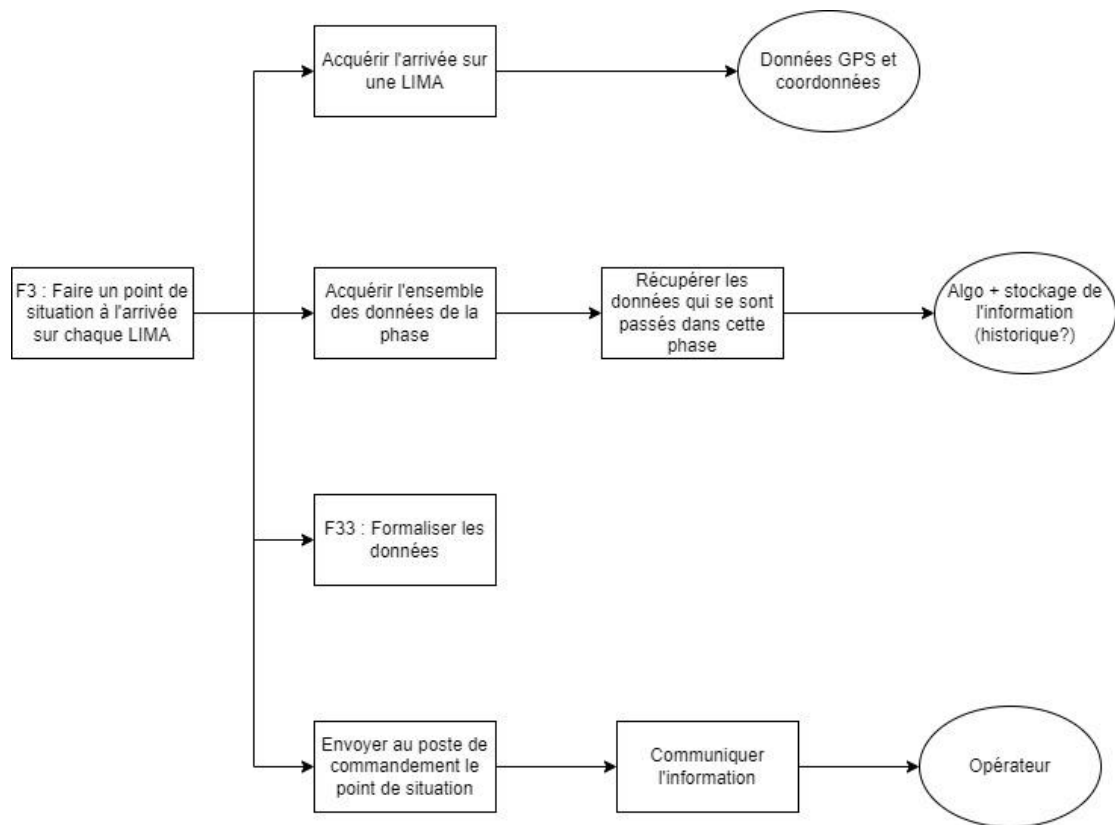 Acquérir l'arrivée sur
une LIMA
Données GPS et
coordonnées
F3 : Faire un point de
situation à l'arrivée
sur chaque LIMA
Acquérir l'ensemble
des données de la
phase
Récupérer les
données qui se sont
passés dans cette
phase
Algo + stockage de
l'information
(historique?)
F33 : Formaliser les
données
Envoyer au poste de
commandement le
point de situation
Communiquer
l'information
Opérateur